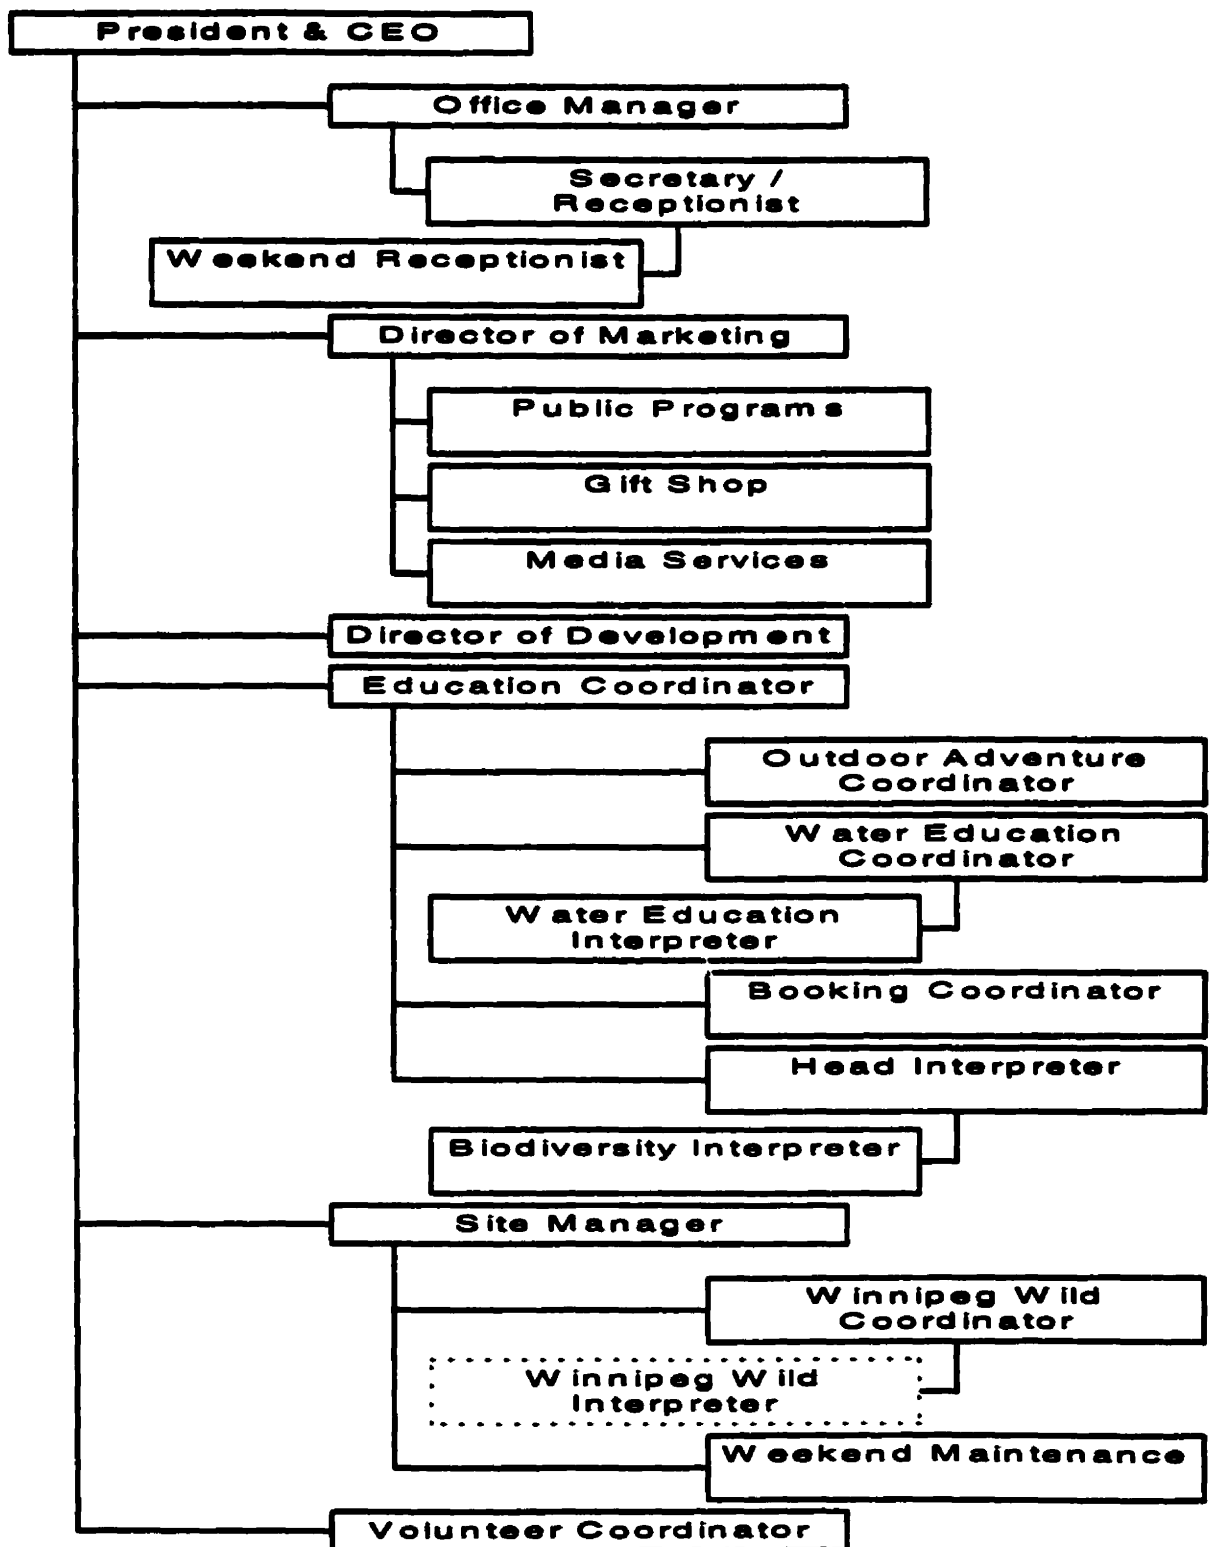 President & CEO
Office Manager
Secretary /
Receptionist
Weekend Receptionist
Director of Marketing
Public Programs
Gift Shop
Media Services
Director of Development
Education Coordinator
Outdoor Adventure
Coordinator
Water Education
Coordinator
Water Education
Interpreter
Booking Coordinator
Head Interpreter
Biodiversity Interpreter
Site Manager
Winnipeg Wild
Coordinator
Winnipeg Wild
Interpreter
Weekend Maintenance
Volunteer Coordinator